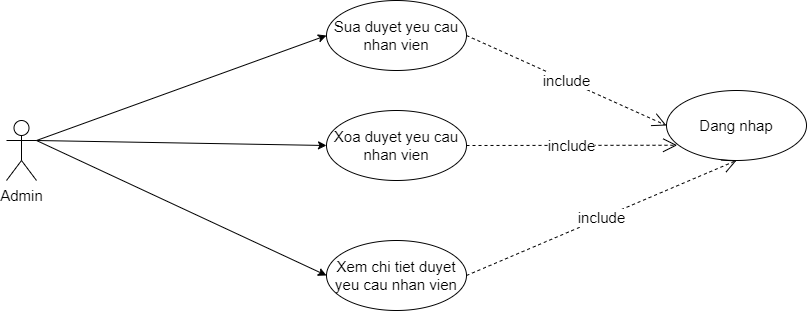 Sua duyet yeu cau
nhan vien
include
Dang nhap
Xoa duyet yeu cau
nhan vien
include
Admin
include
Xem chi tiet duyet
yeu cau nhan vien